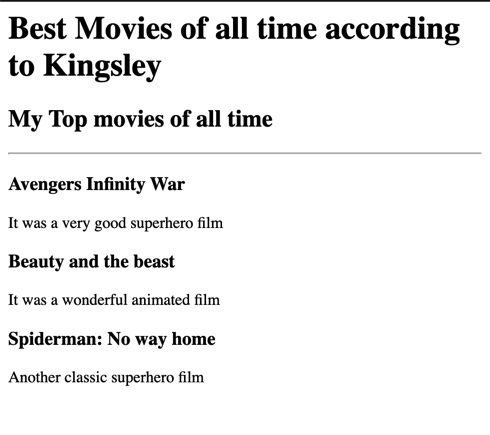 Best Movies of all time according
to Kingsley
My Top movies of all time
Avengers Infinity War
It was a very good superhero film
Beauty and the beast
It was a wonderful animated film
Spiderman: No way home
Another classic superhero film